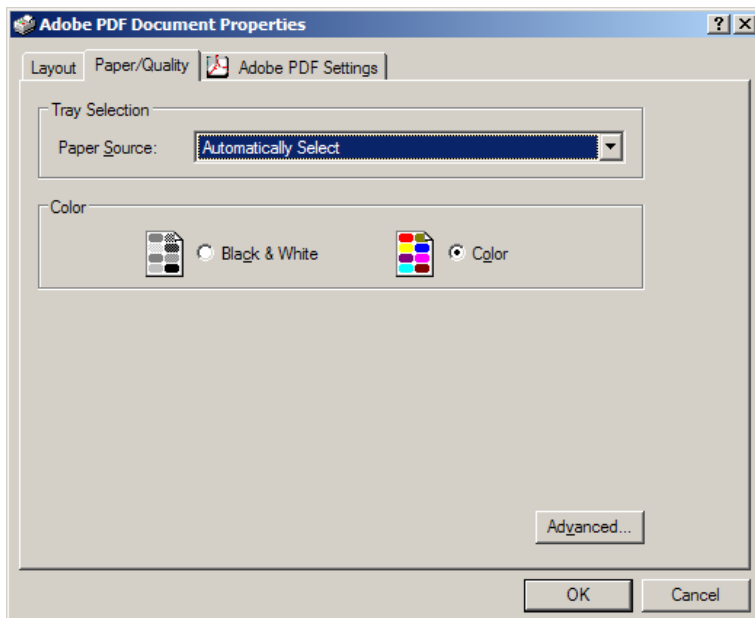 Adobe PDF Document Properties
Layout Paper/Quality Adobe PDF Settings
Tray Selection
Paper Source: Automatically Select
Color
Black & White Color
Advanced...
OK Cancel